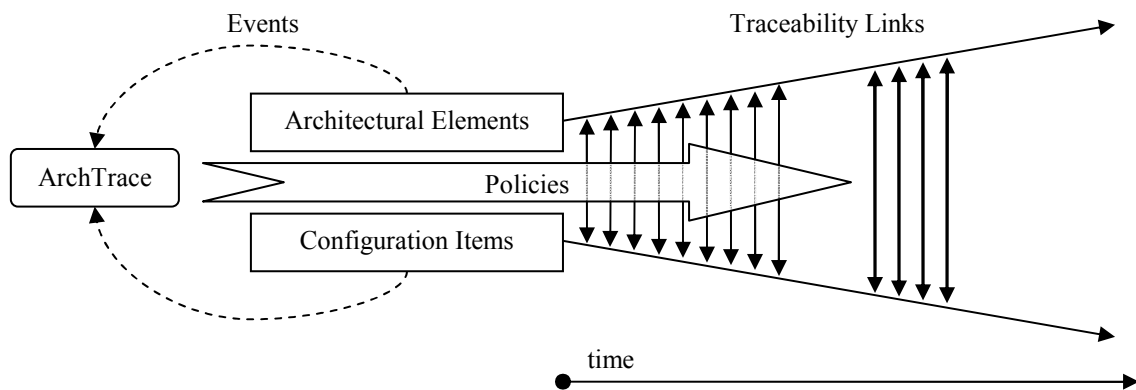 Events
Traceability Links
Architectural Elements
ArchTrace
Policies
Configuration Items
time